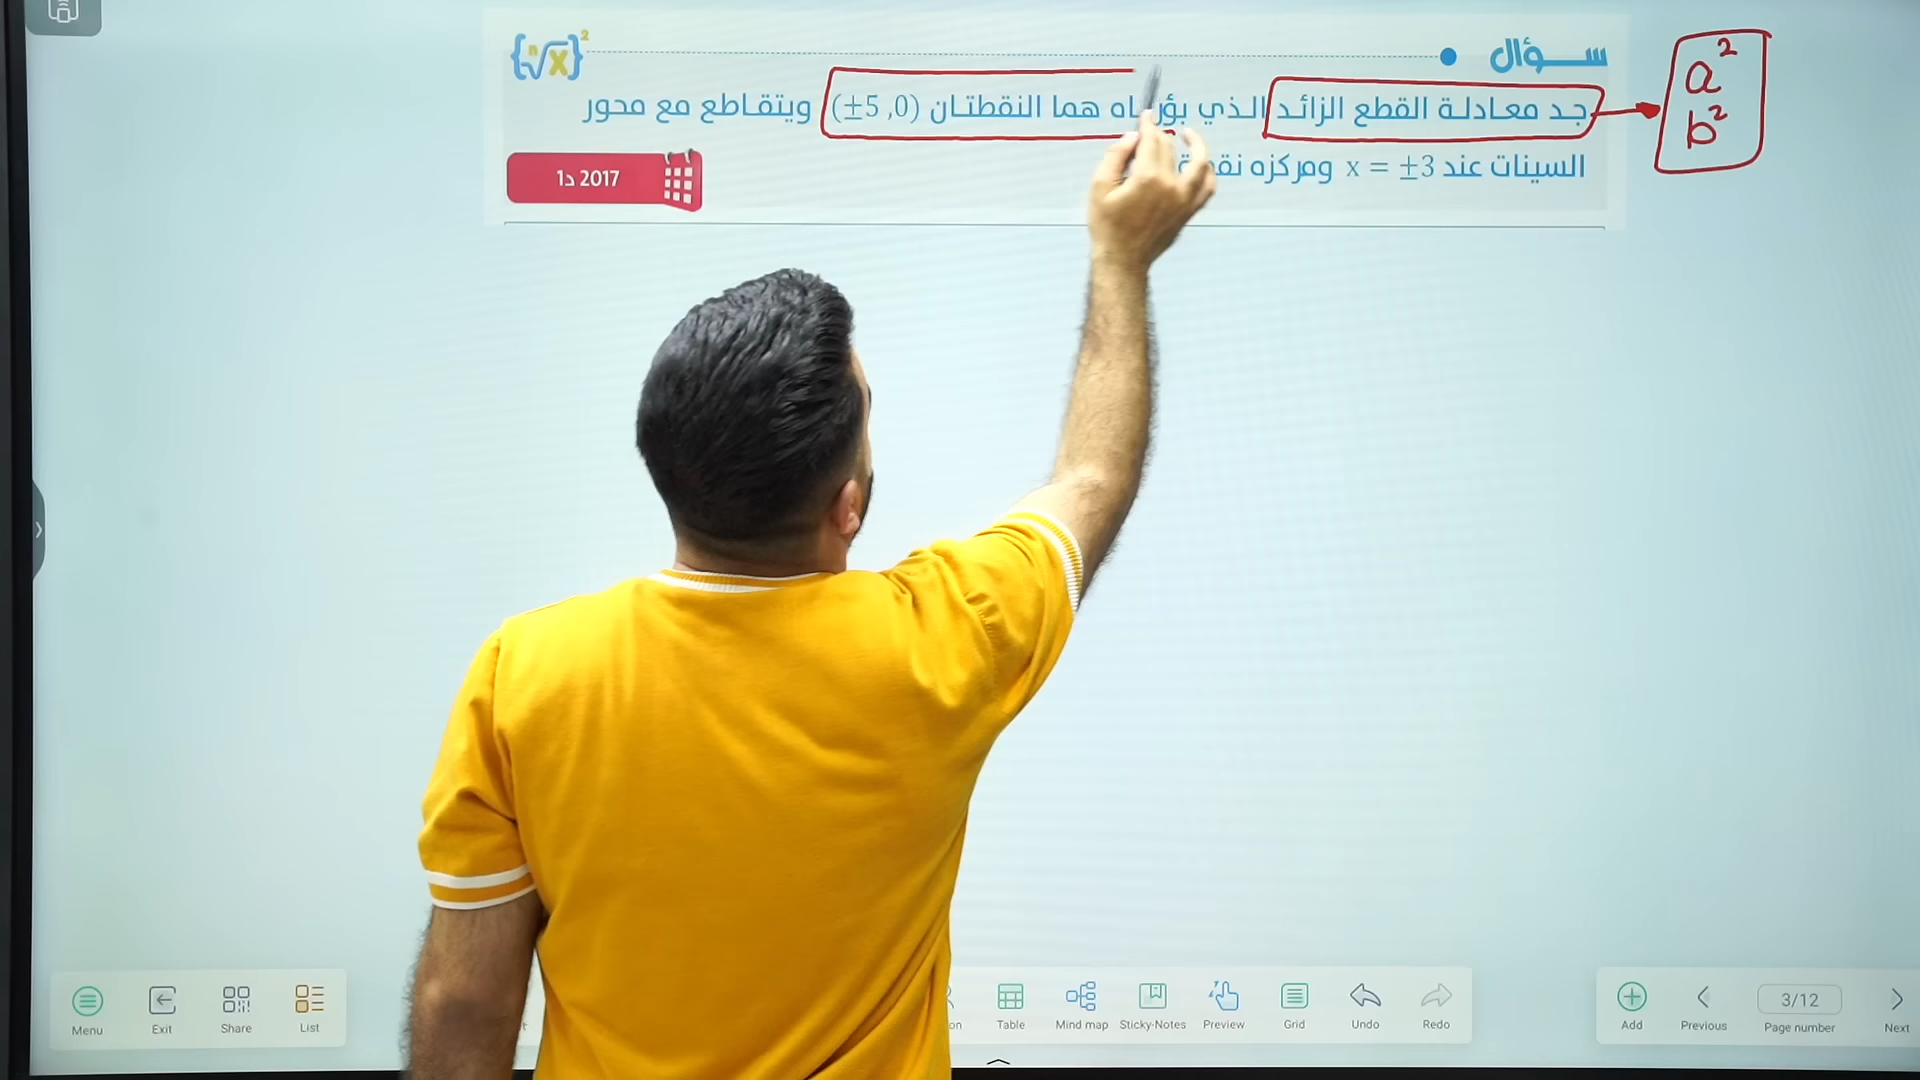 سؤال
{ⁿ√x}²
جد معادلة القطع الزائد الذي هما النقطتان (±5 ,0) ويتقاطع مع محور
السينات عند x = ±3 ومركزه
2017 د1
a²
b²
Menu
Exit
Share
List
Table
Mind map
Sticky-Notes
Preview
Grid
Undo
Redo
Add
Previous
3/12
Page number
Next